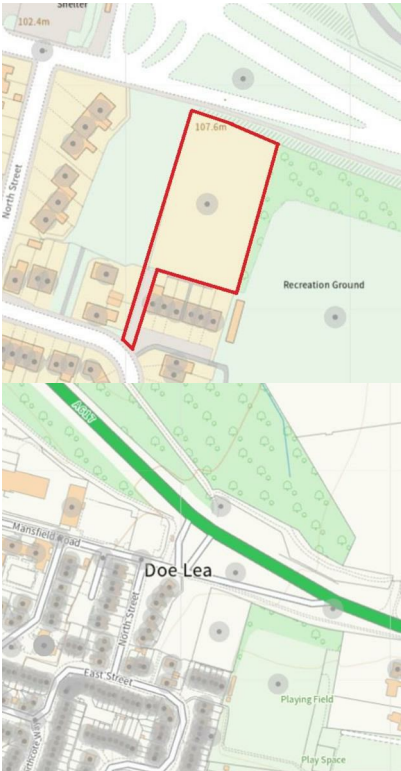 Shelter
102.4m
107.6m
North Street
Recreation Ground
A617
Mansfield Road
Doe Lea
North Street
East Street
Playing Field
Play Space